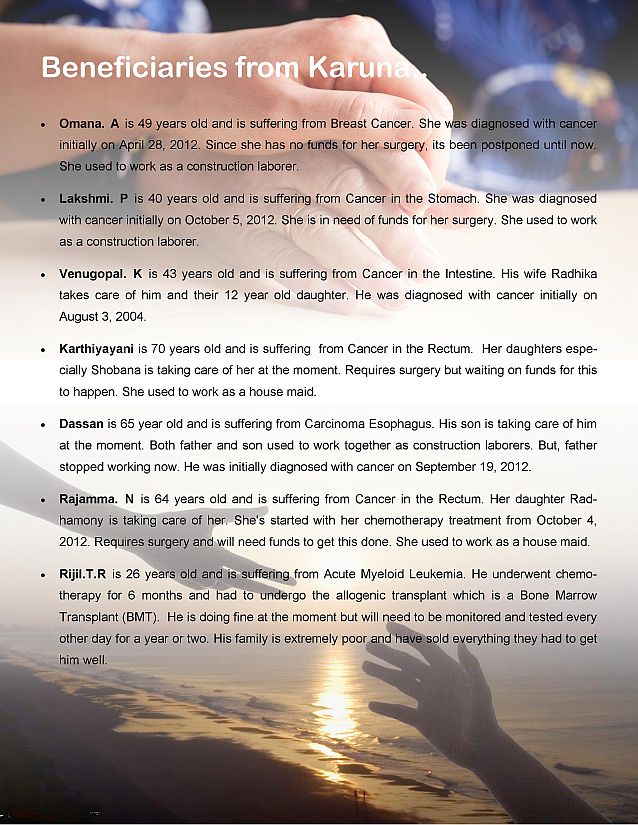 Beneficiaries from Karuna..
• Omana. A is 49 years old and is suffering from Breast Cancer. She was diagnosed with cancer
initially on April 28, 2012. Since she has no funds for her surgery, its been postponed until now.
She used to work as a construction laborer.
• Lakshmi. P is 40 years old and is suffering from Cancer in the Stomach. She was diagnosed
with cancer initially on October 5, 2012. She is in need of funds for her surgery. She used to work
as a construction laborer.
• Venugopal. K is 43 years old and is suffering from Cancer in the Intestine. His wife Radhika
takes care of him and their 12 year old daughter. He was diagnosed with cancer initially on
August 3, 2004.
• Karthiyayani is 70 years old and is suffering from Cancer in the Rectum. Her daughters espe-
cially Shobana is taking care of her at the moment. Requires surgery but waiting on funds for this
to happen. She used to work as a house maid.
• Dassan is 65 year old and is suffering from Carcinoma Esophagus. His son is taking care of him
at the moment. Both father and son used to work together as construction laborers. But, father
stopped working now. He was initially diagnosed with cancer on September 19, 2012.
• Rajamma. N is 64 years old and is suffering from Cancer in the Rectum. Her daughter Rad-
hamony is taking care of her. She's started with her chemotherapy treatment from October 4,
2012. Requires surgery and will need funds to get this done. She used to work as a house maid.
• Rijil.T.R is 26 years old and is suffering from Acute Myeloid Leukemia. He underwent chemo-
therapy for 6 months and had to undergo the allogenic transplant which is a Bone Marrow
Transplant (BMT). He is doing fine at the moment but will need to be monitored and tested every
other day for a year or two. His family is extremely poor and have sold everything they had to get
him well.